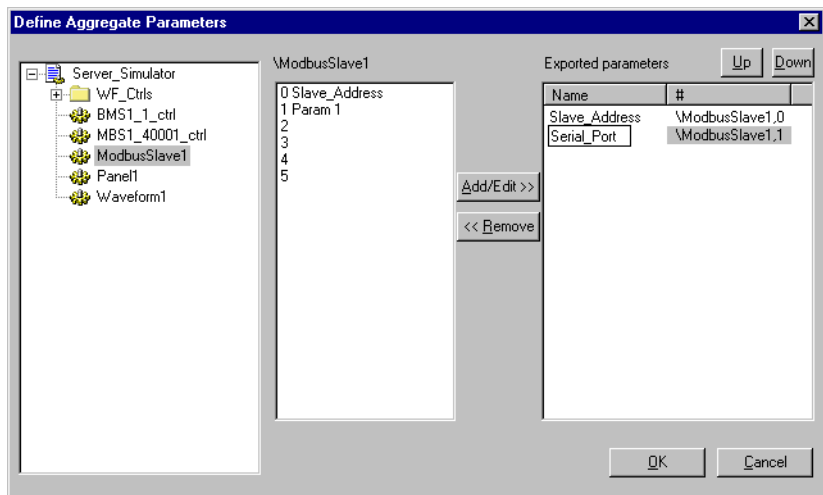 Define Aggregate Parameters
Server_Simulator
WF_Ctrls
BMS1_1_ctrl
MBS1_40001_ctrl
ModbusSlave1
Panel1
Waveform1
\ModbusSlave1
0 Slave_Address
1 Param 1
2
3
4
5
Add/Edit >>
<< Remove
Exported parameters
Up
Down
Name #
Slave_Address \ModbusSlave1,0
Serial_Port \ModbusSlave1,1
OK
Cancel